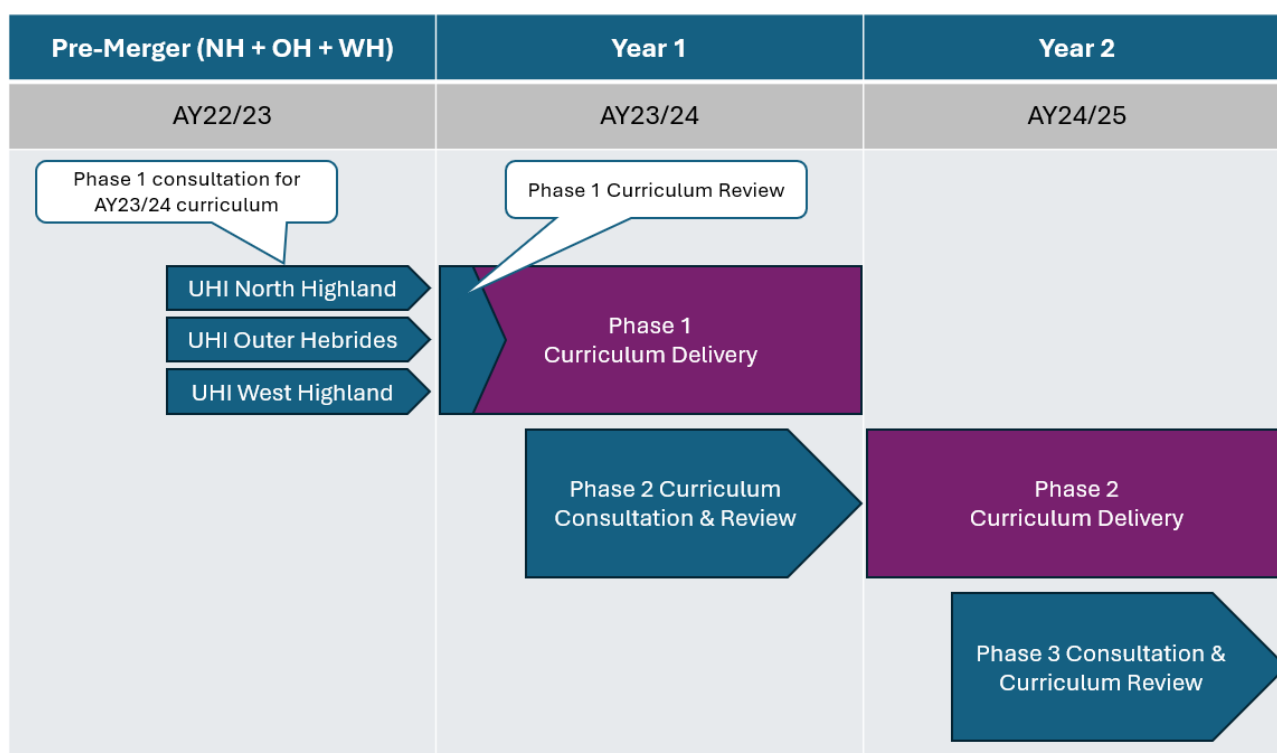 Pre-Merger (NH + OH + WH)
Year 1
Year 2
AY22/23
AY23/24
AY24/25
Phase 1 consultation for
AY23/24 curriculum
Phase 1 Curriculum Review
UHI North Highland
UHI Outer Hebrides
UHI West Highland
Phase 1
Curriculum Delivery
Phase 2 Curriculum
Consultation & Review
Phase 2
Curriculum Delivery
Phase 3 Consultation &
Curriculum Review